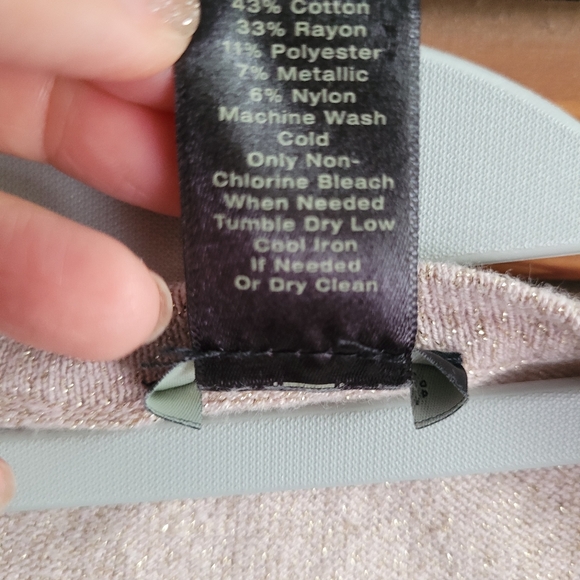 43% Cotton
33% Rayon
11% Polyester
7% Metallic
6% Nylon
Machine Wash
Cold
Only Non-
Chlorine Bleach
When Needed
Tumble Dry Low
Cool Iron
If Needed
Or Dry Clean